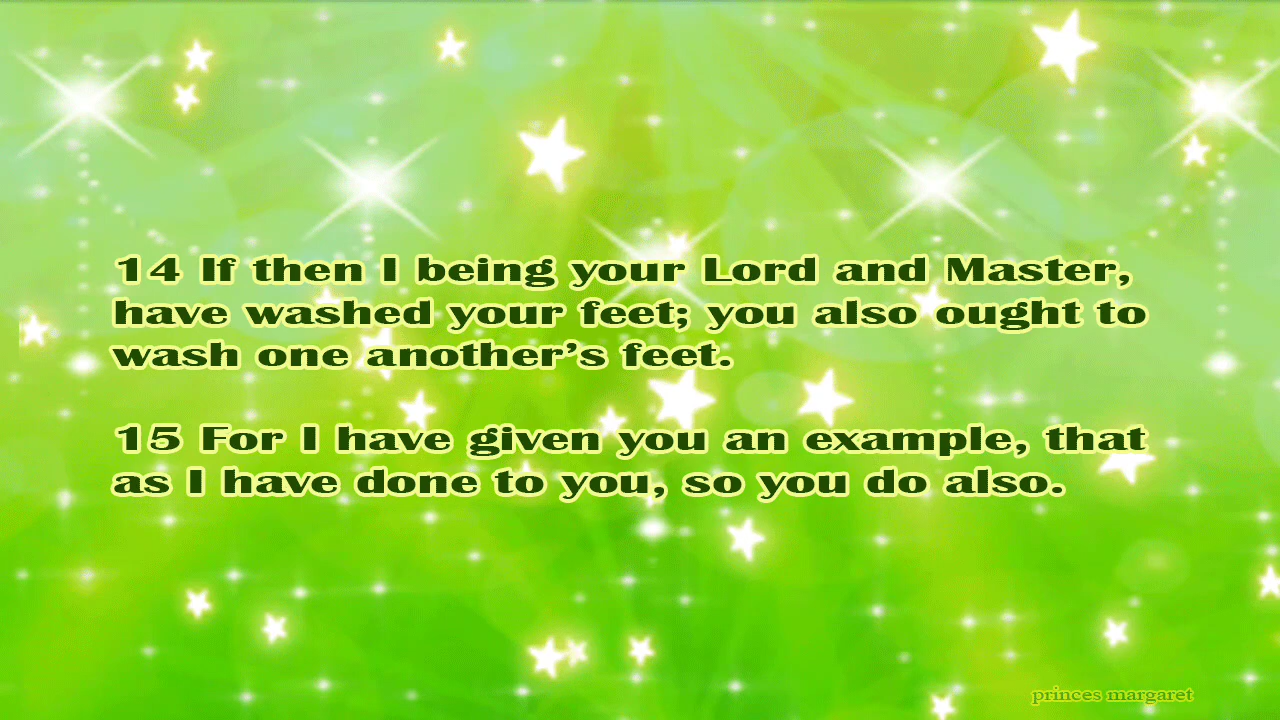 14 If then I being your Lord and Master,
have washed your feet; you also ought to
wash one another’s feet.
15 For I have given you an example, that
as I have done to you, so you do also.
princes margaret